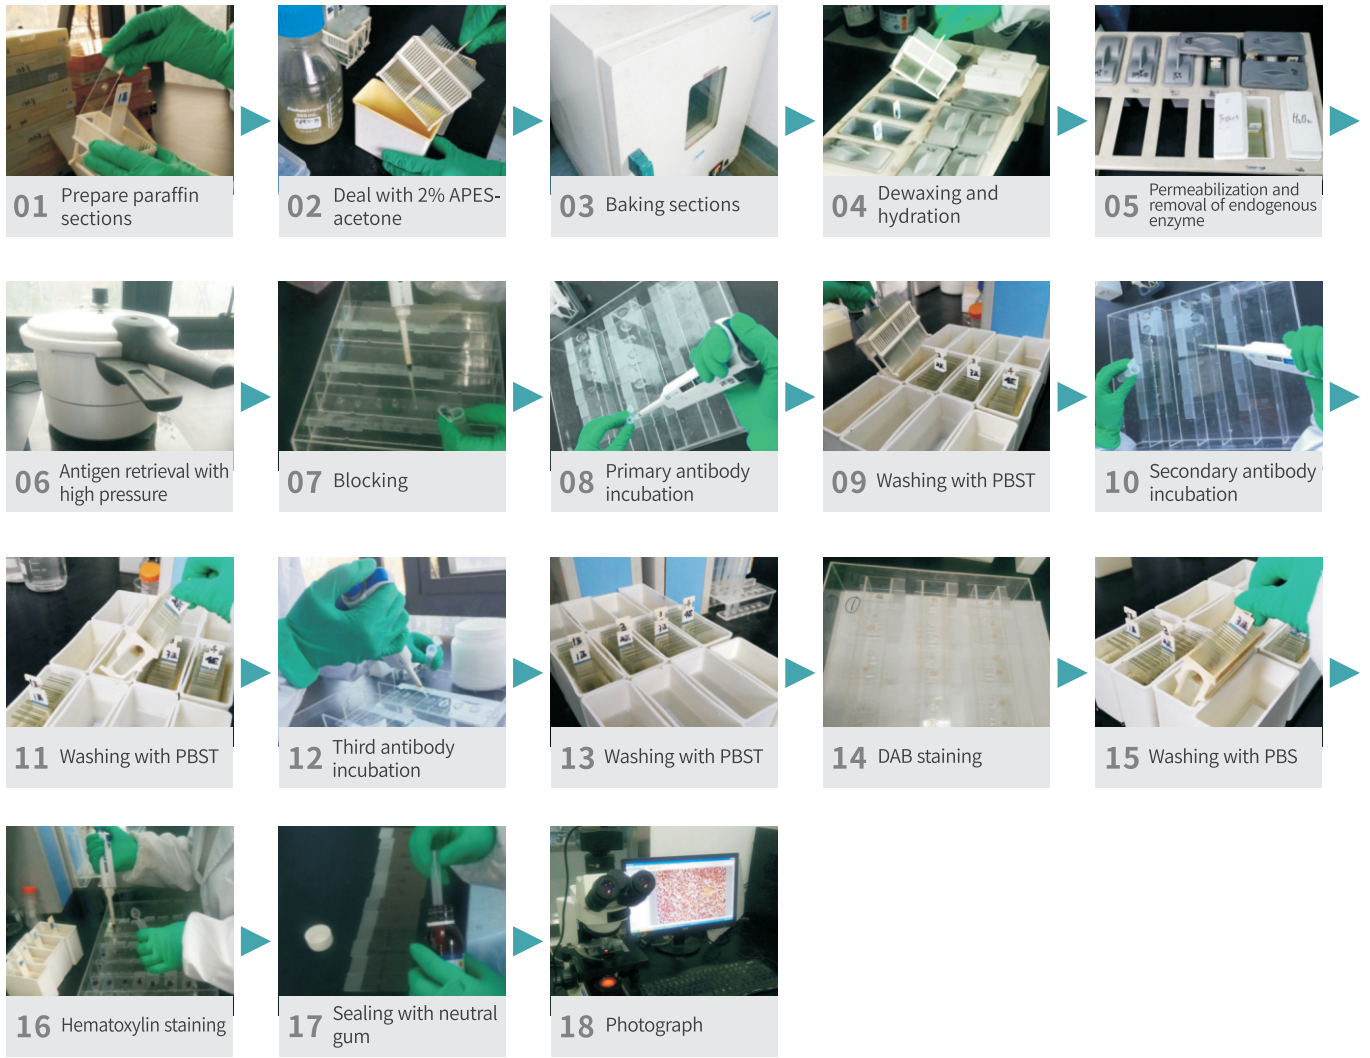 01 Prepare paraffin
sections
02 Deal with 2% APES-
acetone
03 Baking sections
04 Dewaxing and
hydration
05 Permeabilization and
removal of endogenous
enzyme
06 Antigen retrieval with
high pressure
07 Blocking
08 Primary antibody
incubation
09 Washing with PBST
10 Secondary antibody
incubation
11 Washing with PBST
12 Third antibody
incubation
13 Washing with PBST
14 DAB staining
15 Washing with PBS
16 Hematoxylin staining
17 Sealing with neutral
gum
18 Photograph